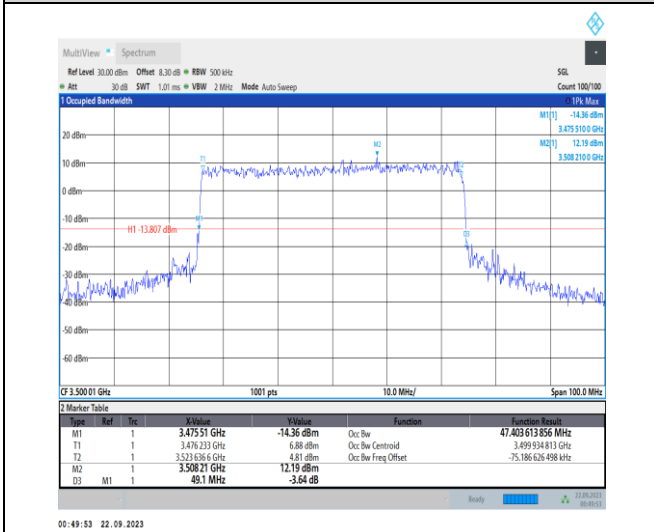 MultiView Spectrum
Ref Level 30.00 dBm Offset 8.30 dB RBW 500 kHz SGL
Att 30 dB SWT 1.01 ms VBW 2 MHz Mode Auto Sweep Count 100/100
1 Occupied Bandwidth 1Pk Max
M1[1] -14.36 dBm
3.475 510 0 GHz
M2[1] 12.19 dBm
3.508 210 0 GHz
20 dBm
M2
T1
10 dBm
0 dBm
-10 dBm
M1
H1 -13.807 dBm
D3
-30 dBm
-40 dBm
-50 dBm
-60 dBm
CF 3.500 01 GHz 1001 pts 10.0 MHz/ Span 100.0 MHz
2 Marker Table
Type Ref Trc X-Value Y-Value Function Function Result
M1 1 3.475 51 GHz -14.36 dBm Occ Bw 47.403 613 856 MHz
T1 1 3.476 233 GHz 6.88 dBm Occ Bw Centroid 3.499 934 813 GHz
T2 1 3.523 636 6 GHz 4.81 dBm Occ Bw Freq Offset -75.186 626 498 kHz
M2 1 3.508 21 GHz 12.19 dBm
D3 M1 1 49.1 MHz -3.64 dB
Ready 22.09.2023
00:49:53
00:49:53 22.09.2023